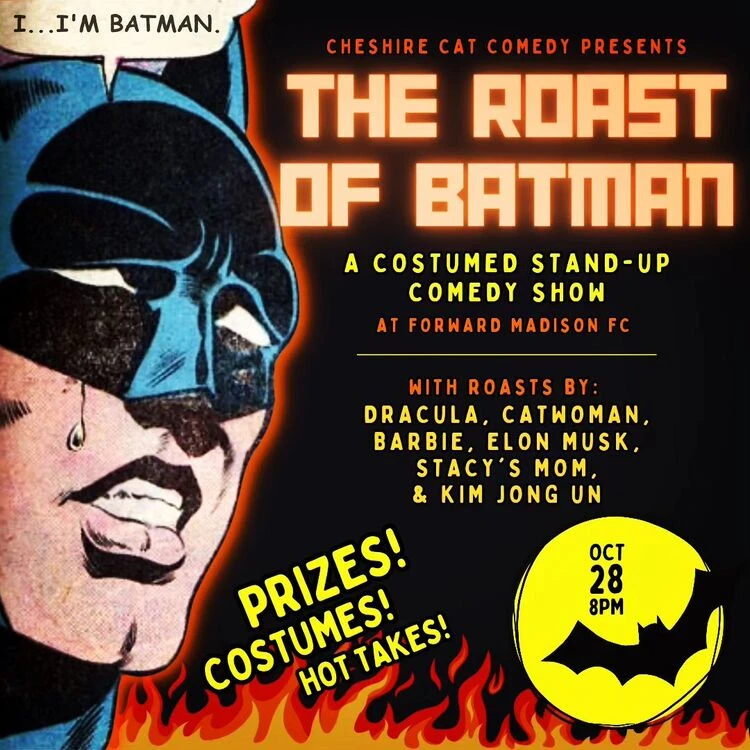 I...I'M BATMAN.
CHESHIRE CAT COMEDY PRESENTS
THE ROAST
OF BATMAN
A COSTUMED STAND-UP
COMEDY SHOW
AT FORWARD MADISON FC
WITH ROASTS BY:
DRACULA, CATWOMAN,
BARBIE, ELON MUSK,
STACY'S MOM,
& KIM JONG UN
PRIZES!
COSTUMES!
HOT TAKES!
OCT
28
8PM